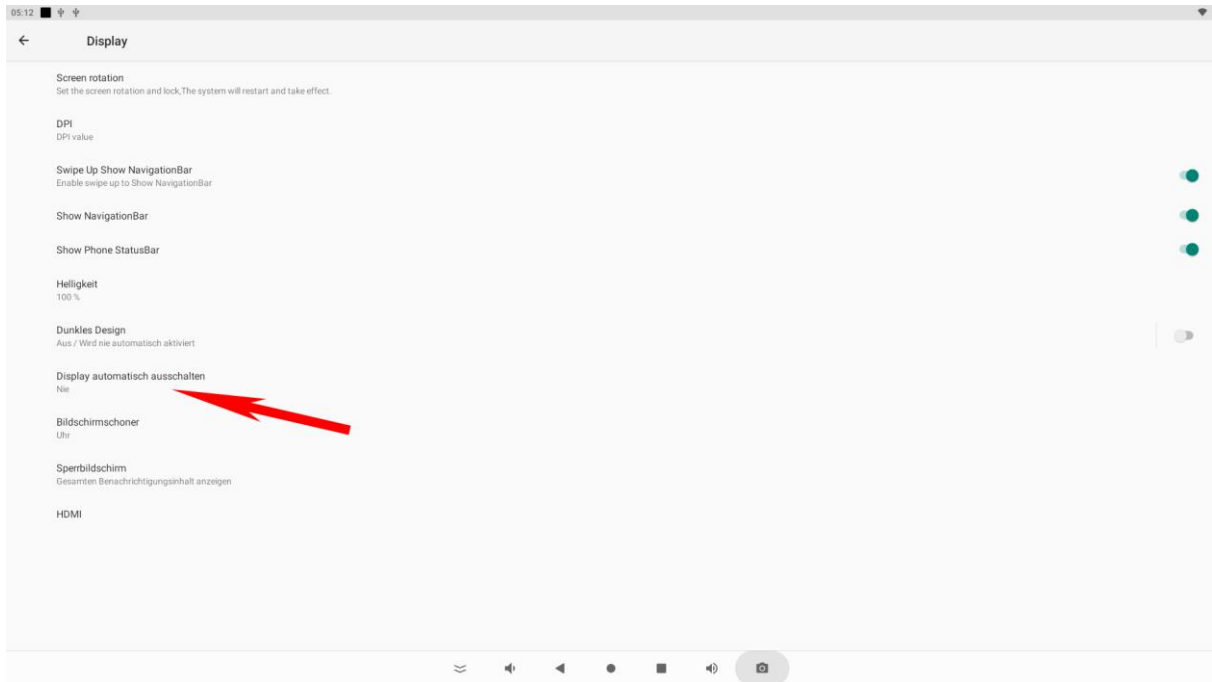 05:12
Display
Screen rotation
Set the screen rotation and lock,The system will restart and take effect.
DPI
DPI value
Swipe Up Show NavigationBar
Enable swipe up to Show NavigationBar
Show NavigationBar
Show Phone StatusBar
Helligkeit
100 %
Dunkles Design
Aus / Wird nie automatisch aktiviert
Display automatisch ausschalten
Nie
Bildschirmschoner
Uhr
Sperrbildschirm
Gesamten Benachrichtigungsinhalt anzeigen
HDMI